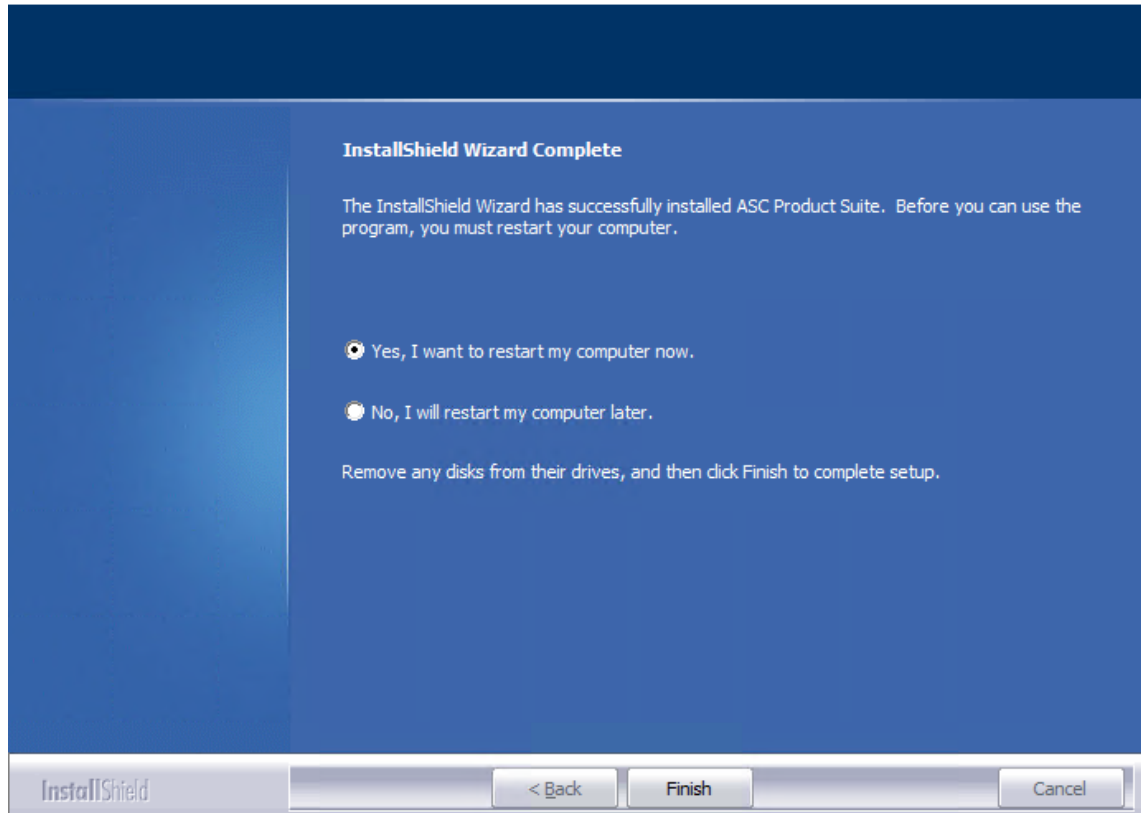 InstallShield Wizard Complete
The InstallShield Wizard has successfully installed ASC Product Suite.  Before you can use the
program, you must restart your computer.
Yes, I want to restart my computer now.
No, I will restart my computer later.
Remove any disks from their drives, and then click Finish to complete setup.
InstallShield
< Back
Finish
Cancel